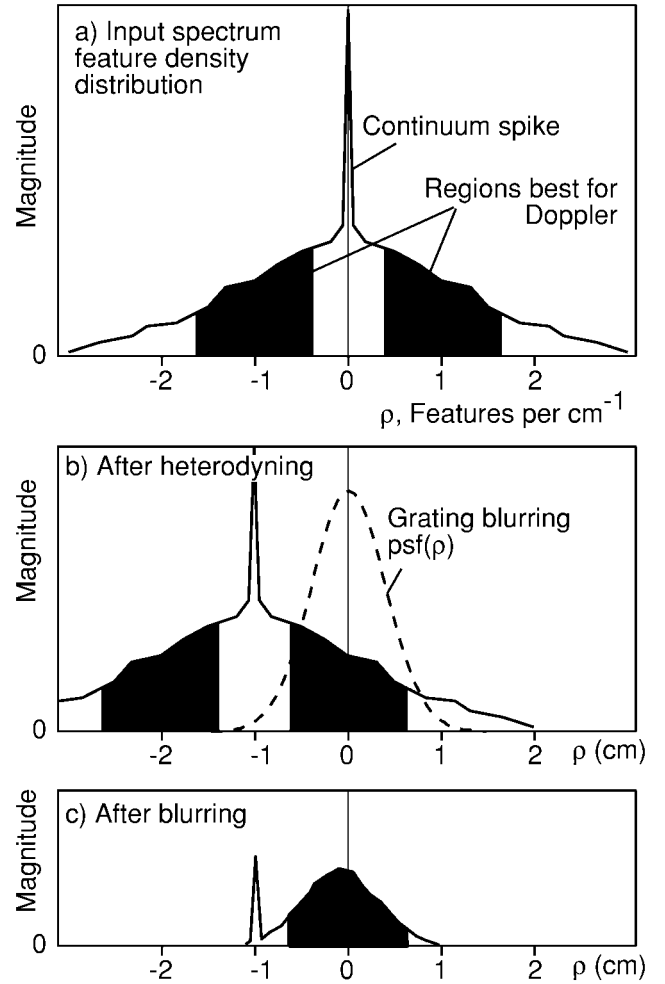 a) Input spectrum
feature density
distribution
Continuum spike
Regions best for
Doppler
Magnitude
0
-2 -1 0 1 2
ρ, Features per cm⁻¹
b) After heterodyning
Grating blurring
psf(ρ)
Magnitude
0
-2 -1 0 1 2 ρ (cm)
c) After blurring
Magnitude
0
-2 -1 0 1 2 ρ (cm)